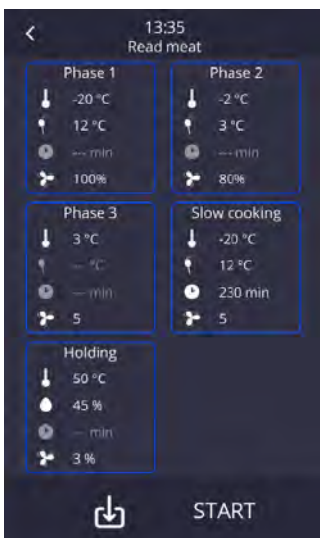 13:35
Read meat
Phase 1
-20 °C
12 °C
--- min
100%
Phase 2
-2 °C
3 °C
--- min
80%
Phase 3
3 °C
-- °C
--- min
5
Slow cooking
-20 °C
12 °C
230 min
5
Holding
50 °C
45 %
--- min
3 %
START